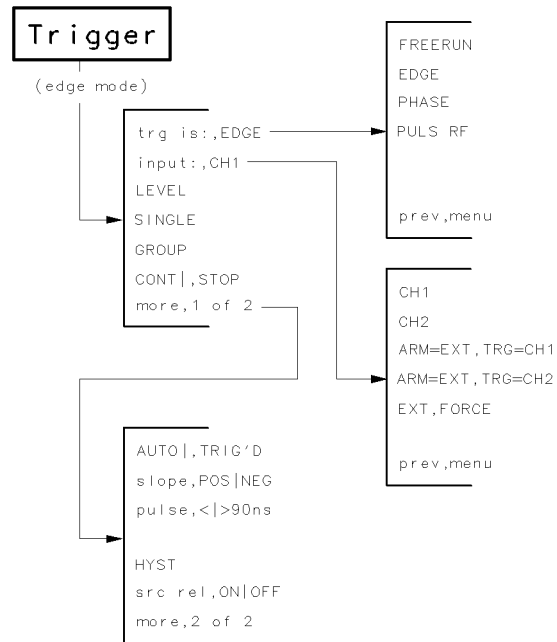 Trigger
(edge mode)
trg is:,EDGE
input:,CH1
LEVEL
SINGLE
GROUP
CONT|,STOP
more,1 of 2
FREERUN
EDGE
PHASE
PULS RF
prev,menu
CH1
CH2
ARM=EXT,TRG=CH1
ARM=EXT,TRG=CH2
EXT,FORCE
prev,menu
AUTO|,TRIG'D
slope,POS|NEG
pulse,<|>90ns
HYST
src rel,ON|OFF
more,2 of 2